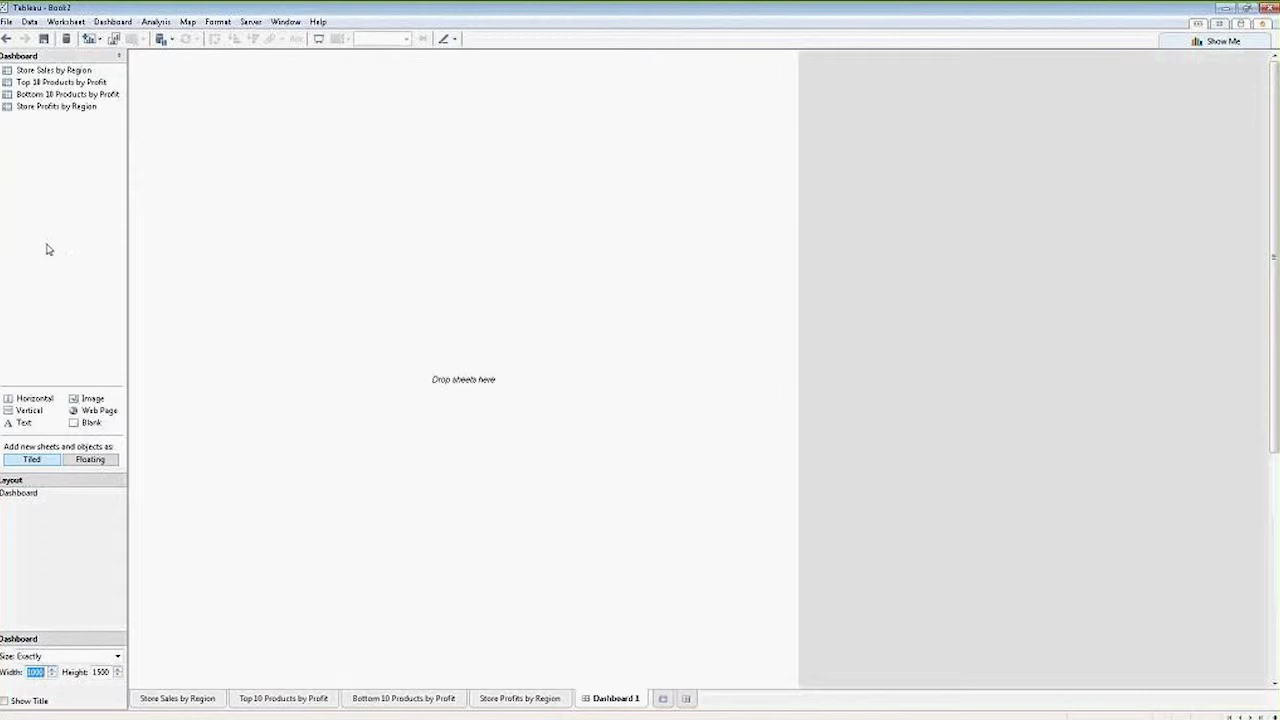 Tableau - Book2
File Data Worksheet Dashboard Analysis Map Format Server Window Help
Show Me
Dashboard
Store Sales by Region
Top 10 Products by Profit
Bottom 10 Products by Profit
Store Profits by Region
Drop sheets here
Horizontal Image
Vertical Web Page
Text Blank
Add new sheets and objects as:
Tiled Floating
Layout
Dashboard
Dashboard
Size: Exactly
Width: 1000 Height: 1500
Show Title
Store Sales by Region Top 10 Products by Profit Bottom 10 Products by Profit Store Profits by Region Dashboard 1